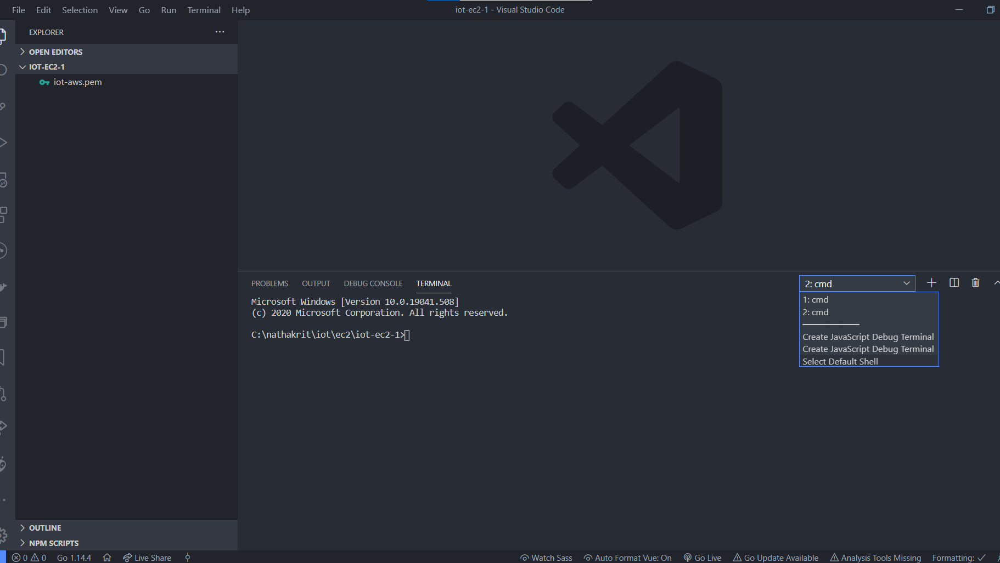 File Edit Selection View Go Run Terminal Help
iot-ec2-1 - Visual Studio Code
EXPLORER
OPEN EDITORS
IOT-EC2-1
iot-aws.pem
PROBLEMS OUTPUT DEBUG CONSOLE TERMINAL
2: cmd
1: cmd
2: cmd
Create JavaScript Debug Terminal
Create JavaScript Debug Terminal
Select Default Shell
Microsoft Windows [Version 10.0.19041.508]
(c) 2020 Microsoft Corporation. All rights reserved.
C:\nathakrit\iot\ec2\iot-ec2-1>
OUTLINE
NPM SCRIPTS
0 0 Go 1.14.4 Live Share Watch Sass Auto Format Vue: On Go Live Go Update Available Analysis Tools Missing Formatting: ✓